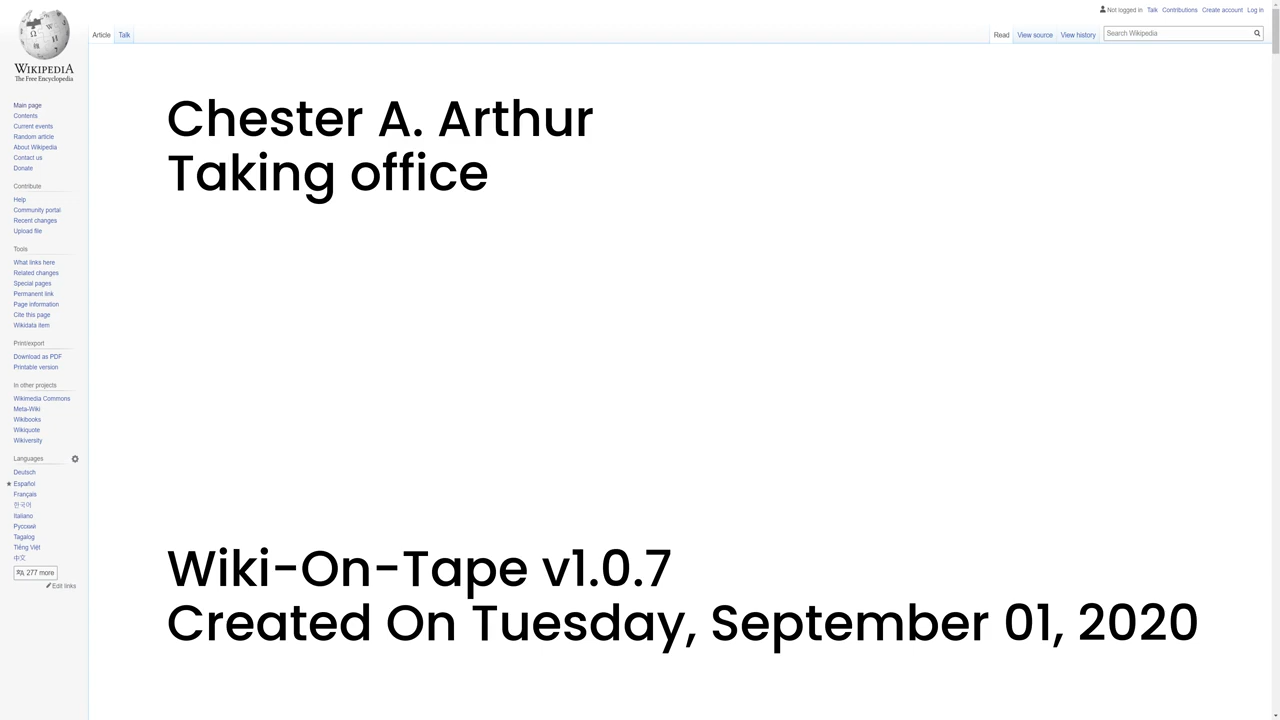 Not logged in Talk Contributions Create account Log in
Article Talk Read View source View history Search Wikipedia
WIKIPEDIA
The Free Encyclopedia
Main page
Contents
Current events
Random article
About Wikipedia
Contact us
Donate
Contribute
Help
Community portal
Recent changes
Upload file
Tools
What links here
Related changes
Special pages
Permanent link
Page information
Cite this page
Wikidata item
Print/export
Download as PDF
Printable version
In other projects
Wikimedia Commons
Meta-Wiki
Wikibooks
Wikiquote
Wikiversity
Languages
Deutsch
Español
Français
한국어
Italiano
Русский
Tagalog
Tiếng Việt
中文
277 more
Edit links
Chester A. Arthur
Taking office
Wiki-On-Tape v1.0.7
Created On Tuesday, September 01, 2020